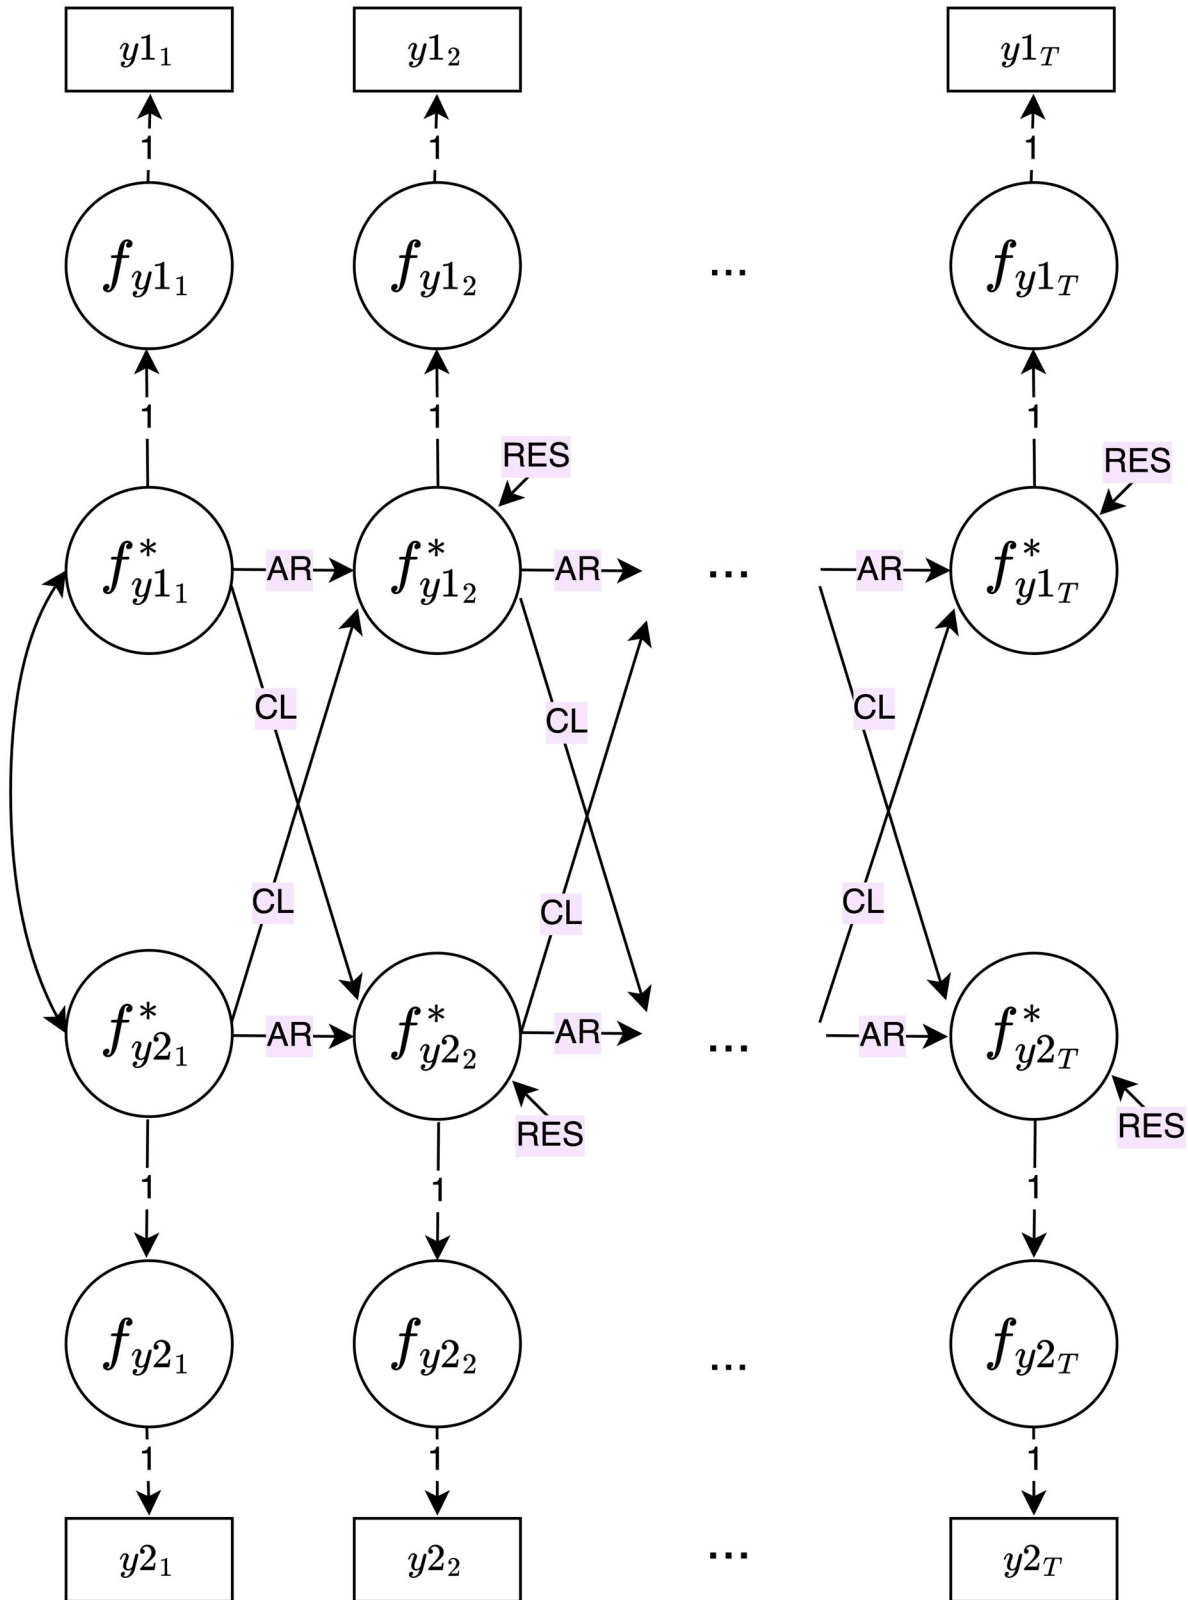 y1₁ y1₂ y1_T
1 1 1
f_{y1₁} f_{y1₂} ... f_{y1_T}
1 1 1
RES RES
f*_{y1₁} AR f*_{y1₂} AR ... AR f*_{y1_T}
CL CL CL
CL CL CL
f*_{y2₁} AR f*_{y2₂} AR ... AR f*_{y2_T}
RES RES
1 1 1
f_{y2₁} f_{y2₂} ... f_{y2_T}
1 1 1
y2₁ y2₂ ... y2_T